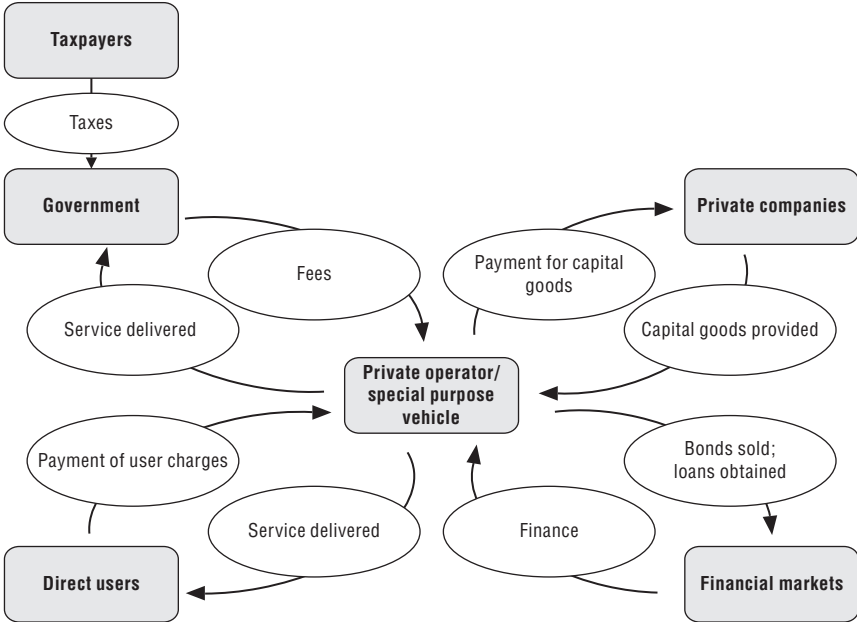 Taxpayers
Taxes
Government
Private companies
Fees
Payment for capital
goods
Service delivered
Capital goods provided
Private operator/
special purpose
vehicle
Payment of user charges
Bonds sold;
loans obtained
Service delivered
Finance
Direct users
Financial markets